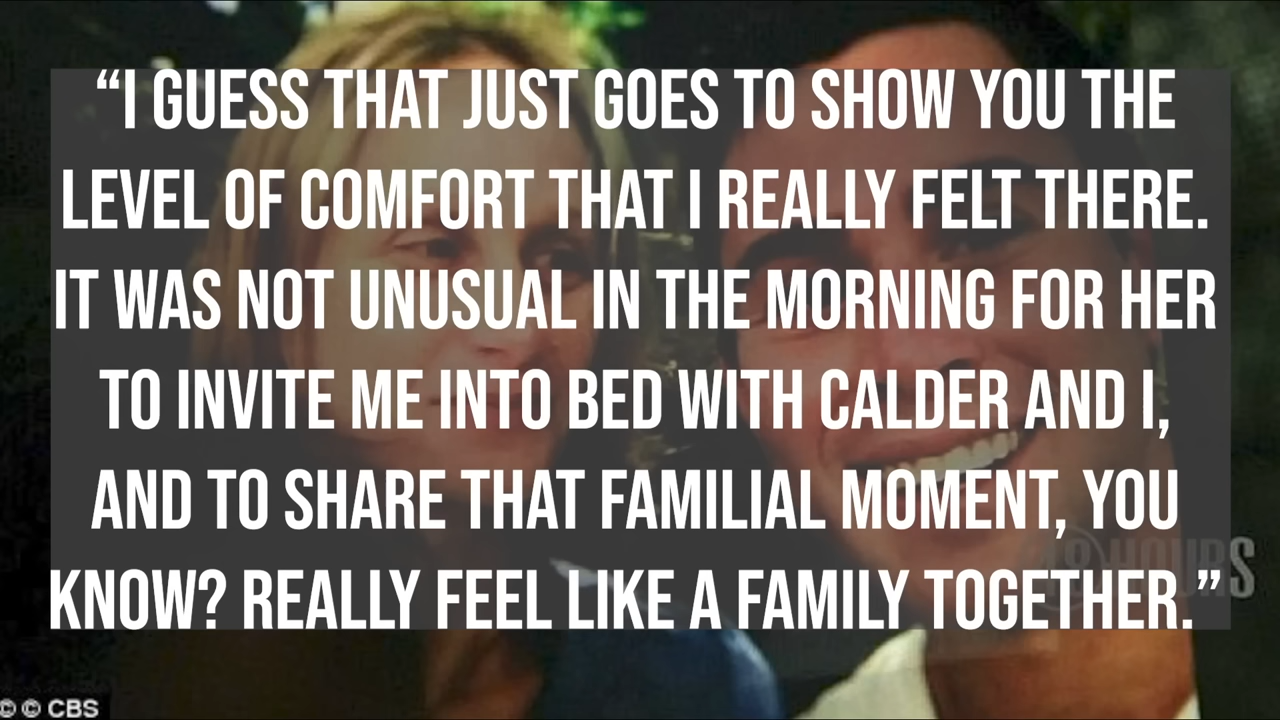 “I GUESS THAT JUST GOES TO SHOW YOU THE
LEVEL OF COMFORT THAT I REALLY FELT THERE.
IT WAS NOT UNUSUAL IN THE MORNING FOR HER
TO INVITE ME INTO BED WITH CALDER AND I,
AND TO SHARE THAT FAMILIAL MOMENT, YOU
KNOW? REALLY FEEL LIKE A FAMILY TOGETHER.”
48 HOURS
© © CBS